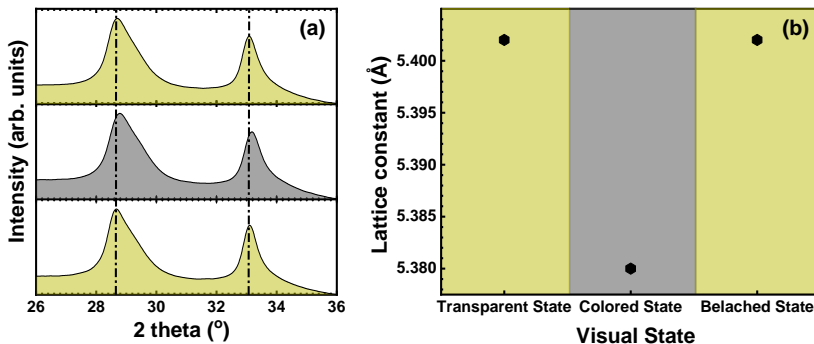 (a)
Intensity (arb. units)
26 28 30 32 34 36
2 theta (°)
(b)
Lattice constant (Å)
5.400
5.395
5.390
5.385
5.380
Transparent State Colored State Belached State
Visual State